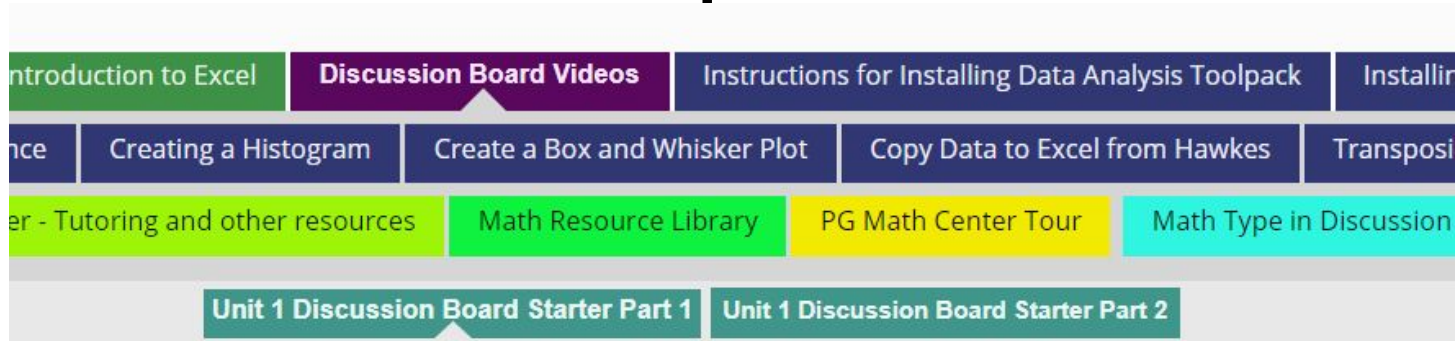 ntroduction to Excel Discussion Board Videos Instructions for Installing Data Analysis Toolpack Installin
nce Creating a Histogram Create a Box and Whisker Plot Copy Data to Excel from Hawkes Transposi
er - Tutoring and other resources Math Resource Library PG Math Center Tour Math Type in Discussion
Unit 1 Discussion Board Starter Part 1 Unit 1 Discussion Board Starter Part 2